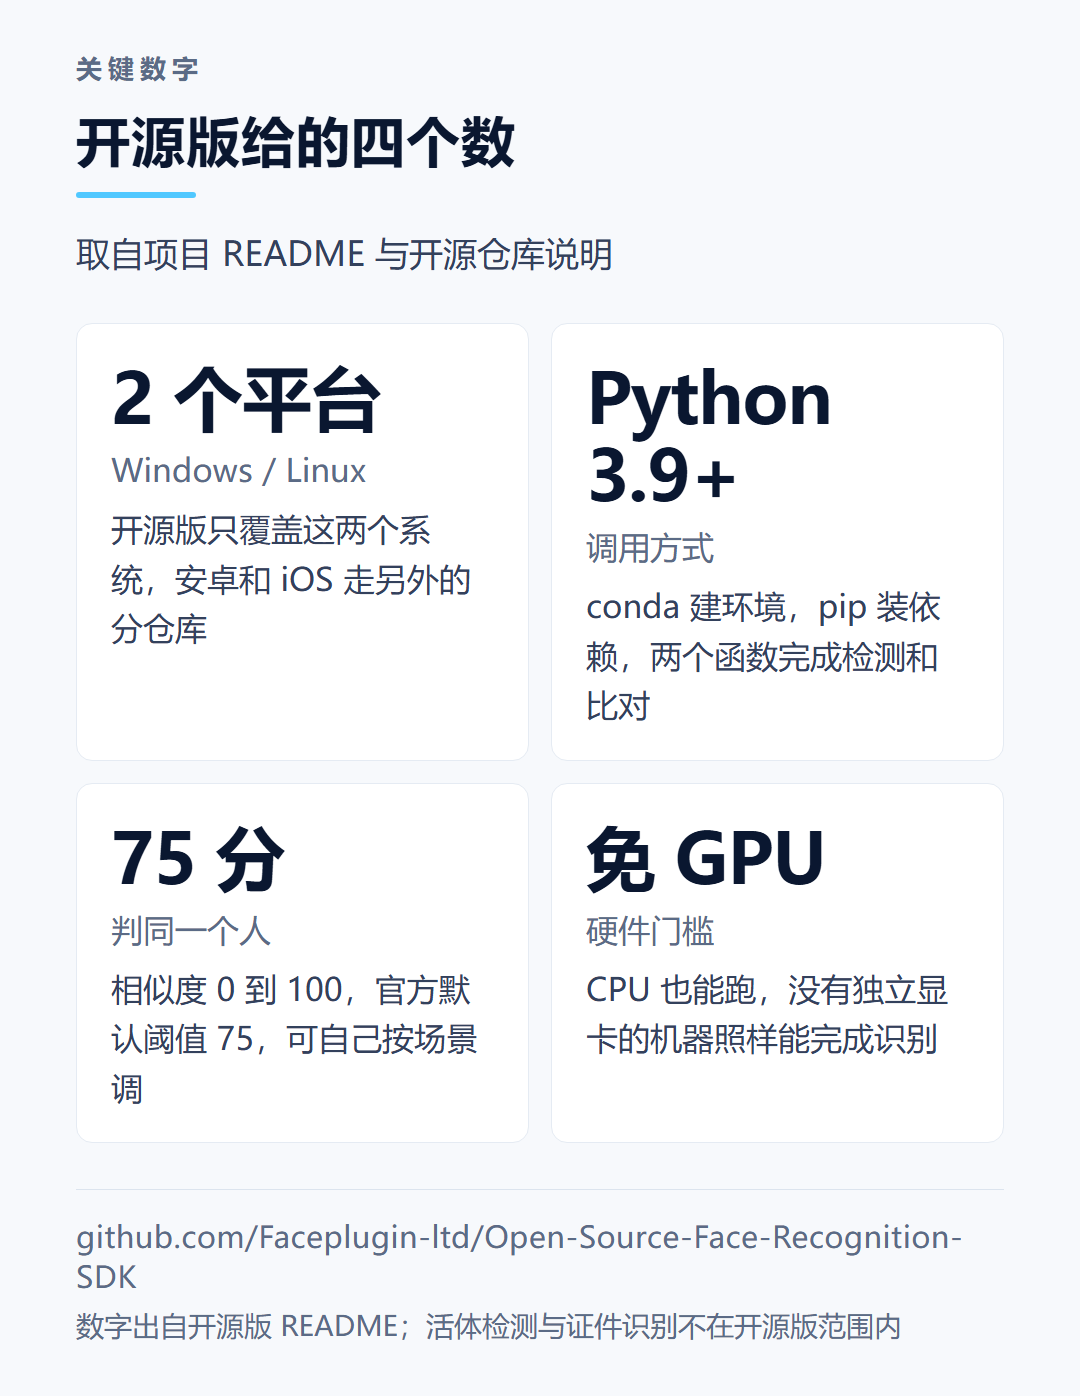 关键数字
开源版给的四个数
取自项目 README 与开源仓库说明
2 个平台
Windows / Linux
开源版只覆盖这两个系
统，安卓和 iOS 走另外的
分仓库
Python
3.9+
调用方式
conda 建环境，pip 装依
赖，两个函数完成检测和
比对
75 分
判同一个人
相似度 0 到 100，官方默
认阈值 75，可自己按场景
调
免 GPU
硬件门槛
CPU 也能跑，没有独立显
卡的机器照样能完成识别
github.com/Faceplugin-ltd/Open-Source-Face-Recognition-
SDK
数字出自开源版 README；活体检测与证件识别不在开源版范围内